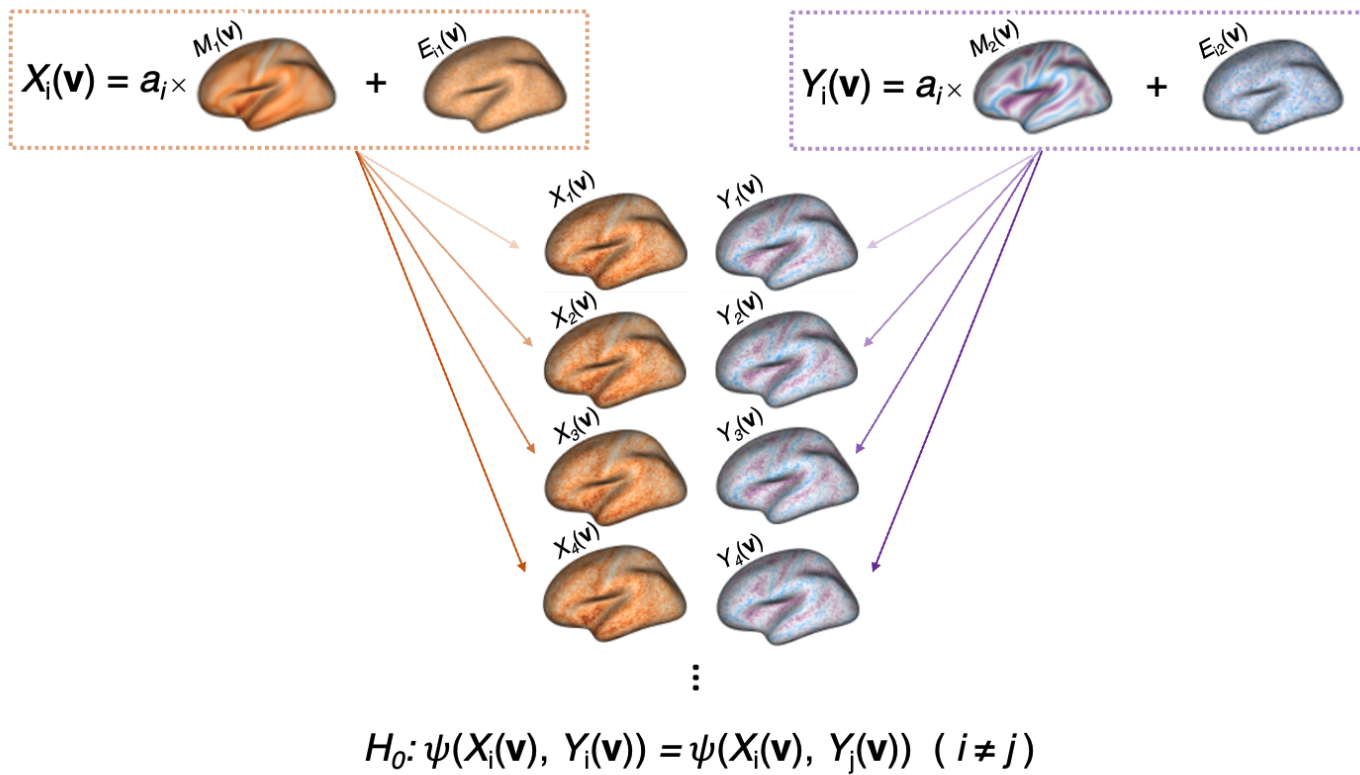 Xi(v) = ai × M1(v) + Ei1(v)
Yi(v) = ai × M2(v) + Ei2(v)
X1(v) Y1(v)
X2(v) Y2(v)
X3(v) Y3(v)
X4(v) Y4(v)
⋮
H0: ψ(Xi(v), Yi(v)) = ψ(Xi(v), Yj(v)) ( i ≠ j )